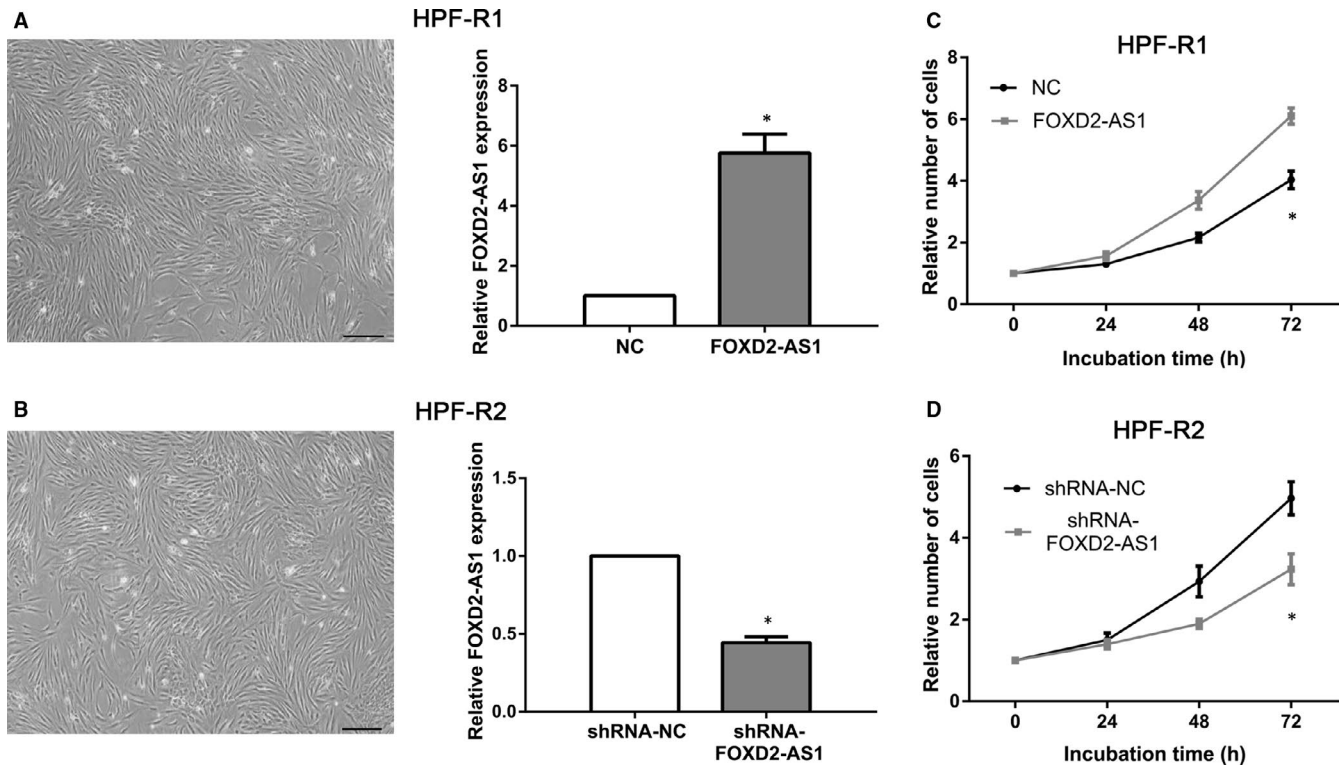 A
HPF-R1
Relative FOXD2-AS1 expression
8
6
4
2
0
*
NC
FOXD2-AS1
C
HPF-R1
NC
FOXD2-AS1
Relative number of cells
8
6
4
2
0
*
0
24
48
72
Incubation time (h)
B
HPF-R2
Relative FOXD2-AS1 expression
1.5
1.0
0.5
0.0
*
shRNA-NC
shRNA-
FOXD2-AS1
D
HPF-R2
shRNA-NC
shRNA-
FOXD2-AS1
Relative number of cells
6
4
2
0
*
0
24
48
72
Incubation time (h)